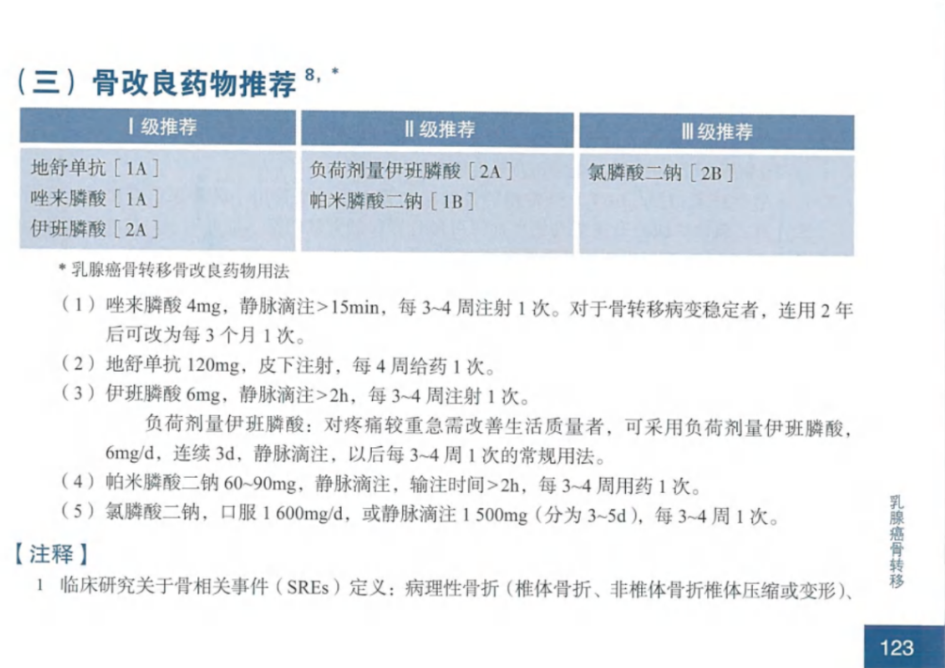 （三）骨改良药物推荐 8，*
Ⅰ级推荐 Ⅱ级推荐 Ⅲ级推荐
地舒单抗［1A］ 负荷剂量伊班膦酸［2A］ 氯膦酸二钠［2B］
唑来膦酸［1A］ 帕米膦酸二钠［1B］
伊班膦酸［2A］
*乳腺癌骨转移骨改良药物用法
（1）唑来膦酸 4mg，静脉滴注>15min，每 3~4 周注射 1 次。对于骨转移病变稳定者，连用 2 年
后可改为每 3 个月 1 次。
（2）地舒单抗 120mg，皮下注射，每 4 周给药 1 次。
（3）伊班膦酸 6mg，静脉滴注>2h，每 3~4 周注射 1 次。
负荷剂量伊班膦酸：对疼痛较重急需改善生活质量者，可采用负荷剂量伊班膦酸，
6mg/d，连续 3d，静脉滴注，以后每 3~4 周 1 次的常规用法。
（4）帕米膦酸二钠 60~90mg，静脉滴注，输注时间>2h，每 3~4 周用药 1 次。
（5）氯膦酸二钠，口服 1 600mg/d，或静脉滴注 1 500mg（分为 3~5d），每 3~4 周 1 次。
【注释】
1 临床研究关于骨相关事件（SREs）定义：病理性骨折（椎体骨折、非椎体骨折椎体压缩或变形）、
乳腺癌骨转移
123